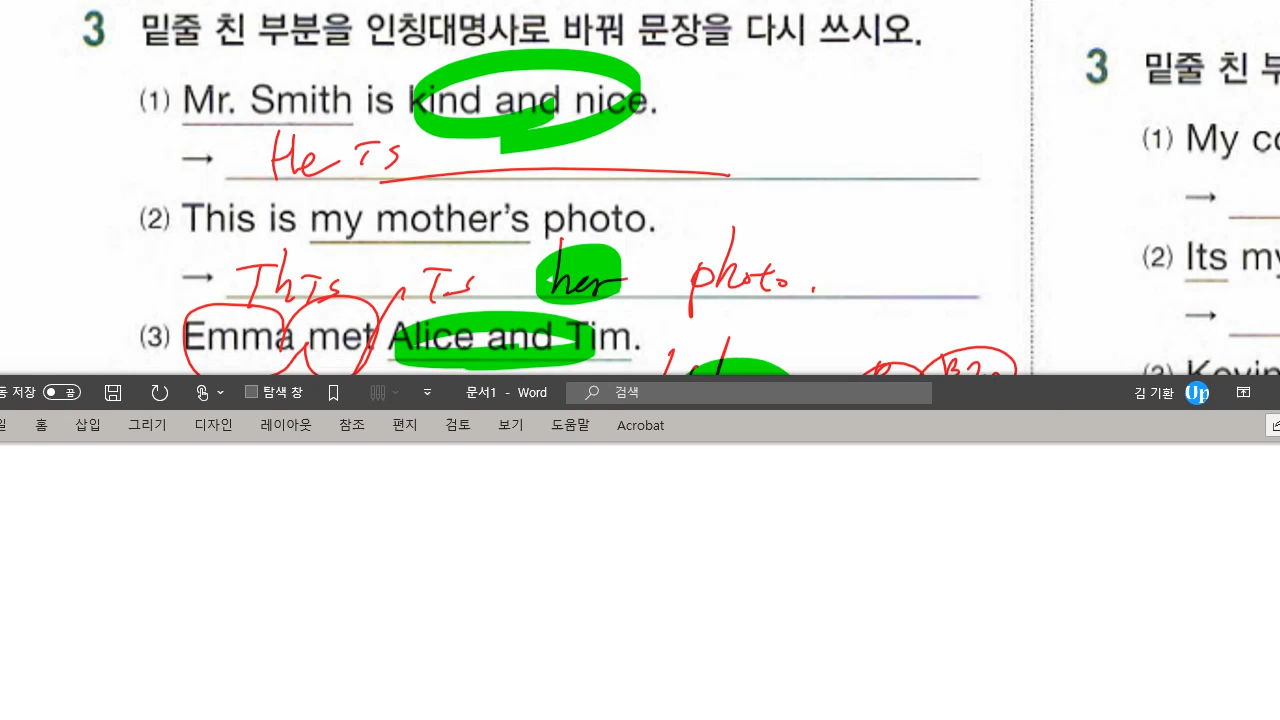 3 밑줄 친 부분을 인칭대명사로 바꿔 문장을 다시 쓰시오.
(1) Mr. Smith is kind and nice.
→ He is
(2) This is my mother's photo.
→ This is her photo.
(3) Emma met Alice and Tim.
3 밑줄 친 부
(1) My co
→
(2) Its my
→
동 저장 끔 탐색 창 문서1 - Word 검색 김 기환 Up
홈 삽입 그리기 디자인 레이아웃 참조 편지 검토 보기 도움말 Acrobat